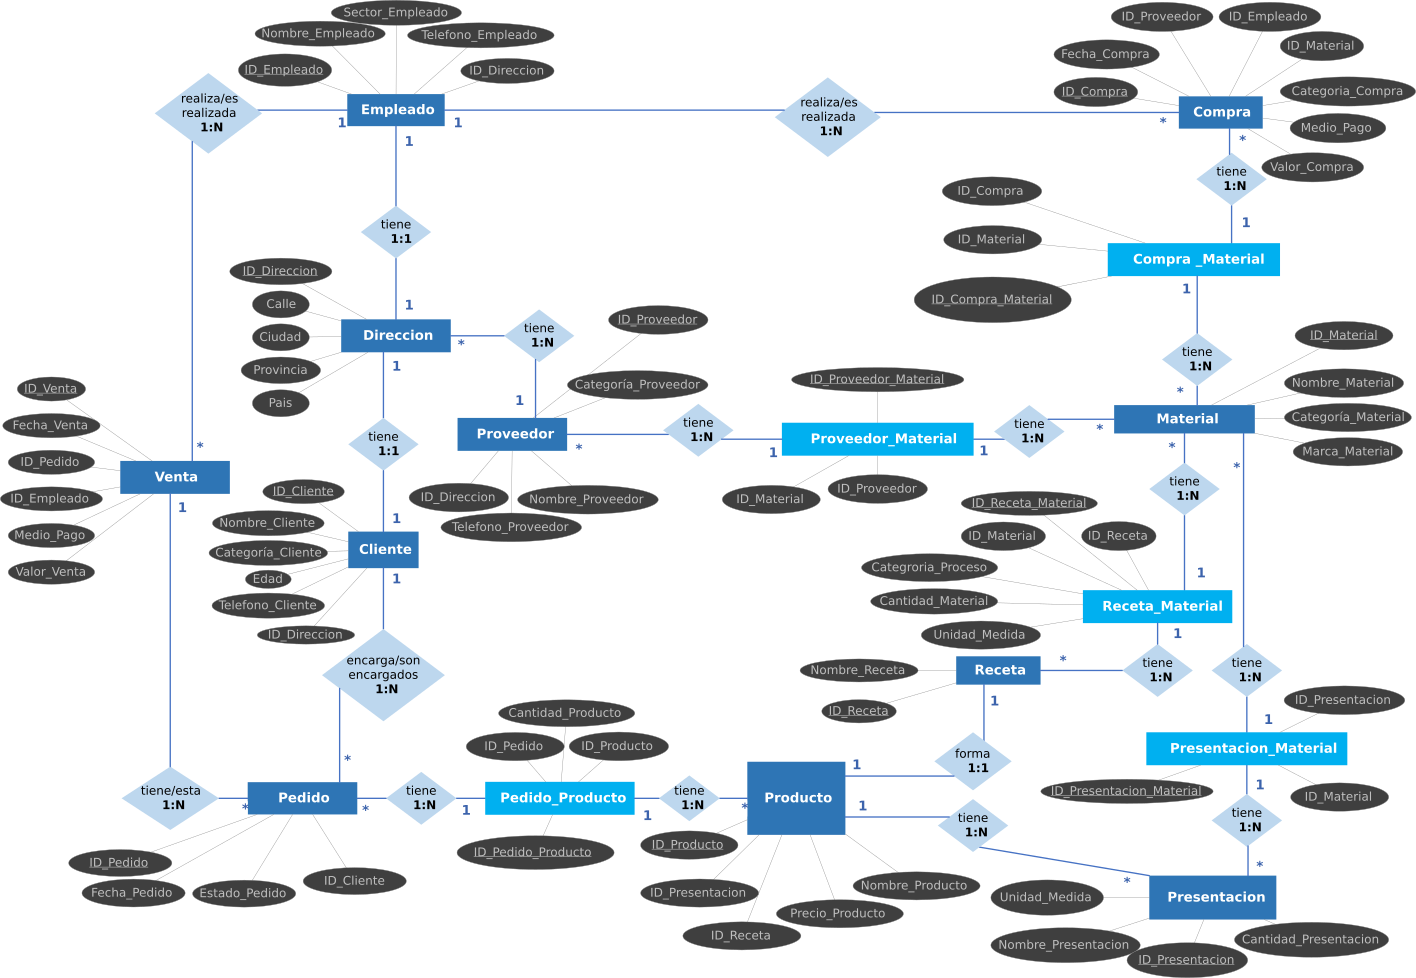 Sector_Empleado
Nombre_Empleado
Telefono_Empleado
ID_Empleado
ID_Direccion
Empleado
realiza/es
realizada
1:N
1
1
1
realiza/es
realizada
1:N
*
ID_Proveedor
ID_Empleado
Fecha_Compra
ID_Material
ID_Compra
Categoria_Compra
Compra
Medio_Pago
Valor_Compra
*
tiene
1:N
1
ID_Compra
ID_Material
ID_Compra_Material
Compra _Material
1
tiene
1:N
*
tiene
1:1
1
ID_Direccion
Calle
Ciudad
Provincia
Pais
Direccion
*
1
tiene
1:N
1
ID_Proveedor
Categoría_Proveedor
Proveedor
*
ID_Direccion
Nombre_Proveedor
Telefono_Proveedor
tiene
1:N
1
ID_Proveedor_Material
Proveedor_Material
ID_Material
ID_Proveedor
1
tiene
1:N
*
ID_Material
Nombre_Material
Categoría_Material
Marca_Material
Material
*
*
tiene
1:N
1
ID_Receta_Material
ID_Material
ID_Receta
Categroria_Proceso
Cantidad_Material
Unidad_Medida
Receta_Material
1
tiene
1:N
*
Nombre_Receta
ID_Receta
Receta
1
forma
1:1
1
tiene
1:N
1
ID_Presentacion
Presentacion_Material
ID_Presentacion_Material
ID_Material
1
tiene
1:N
*
ID_Venta
Fecha_Venta
ID_Pedido
ID_Empleado
Medio_Pago
Valor_Venta
*
Venta
1
tiene
1:1
1
ID_Cliente
Nombre_Cliente
Categoría_Cliente
Edad
Telefono_Cliente
ID_Direccion
Cliente
1
encarga/son
encargados
1:N
*
tiene/esta
1:N
*
Pedido
*
ID_Pedido
Fecha_Pedido
Estado_Pedido
ID_Cliente
tiene
1:N
1
Cantidad_Producto
ID_Pedido
ID_Producto
Pedido_Producto
ID_Pedido_Producto
1
tiene
1:N
*
Producto
1
ID_Producto
ID_Presentacion
ID_Receta
Precio_Producto
Nombre_Producto
tiene
1:N
*
Presentacion
Unidad_Medida
Nombre_Presentacion
ID_Presentacion
Cantidad_Presentacion